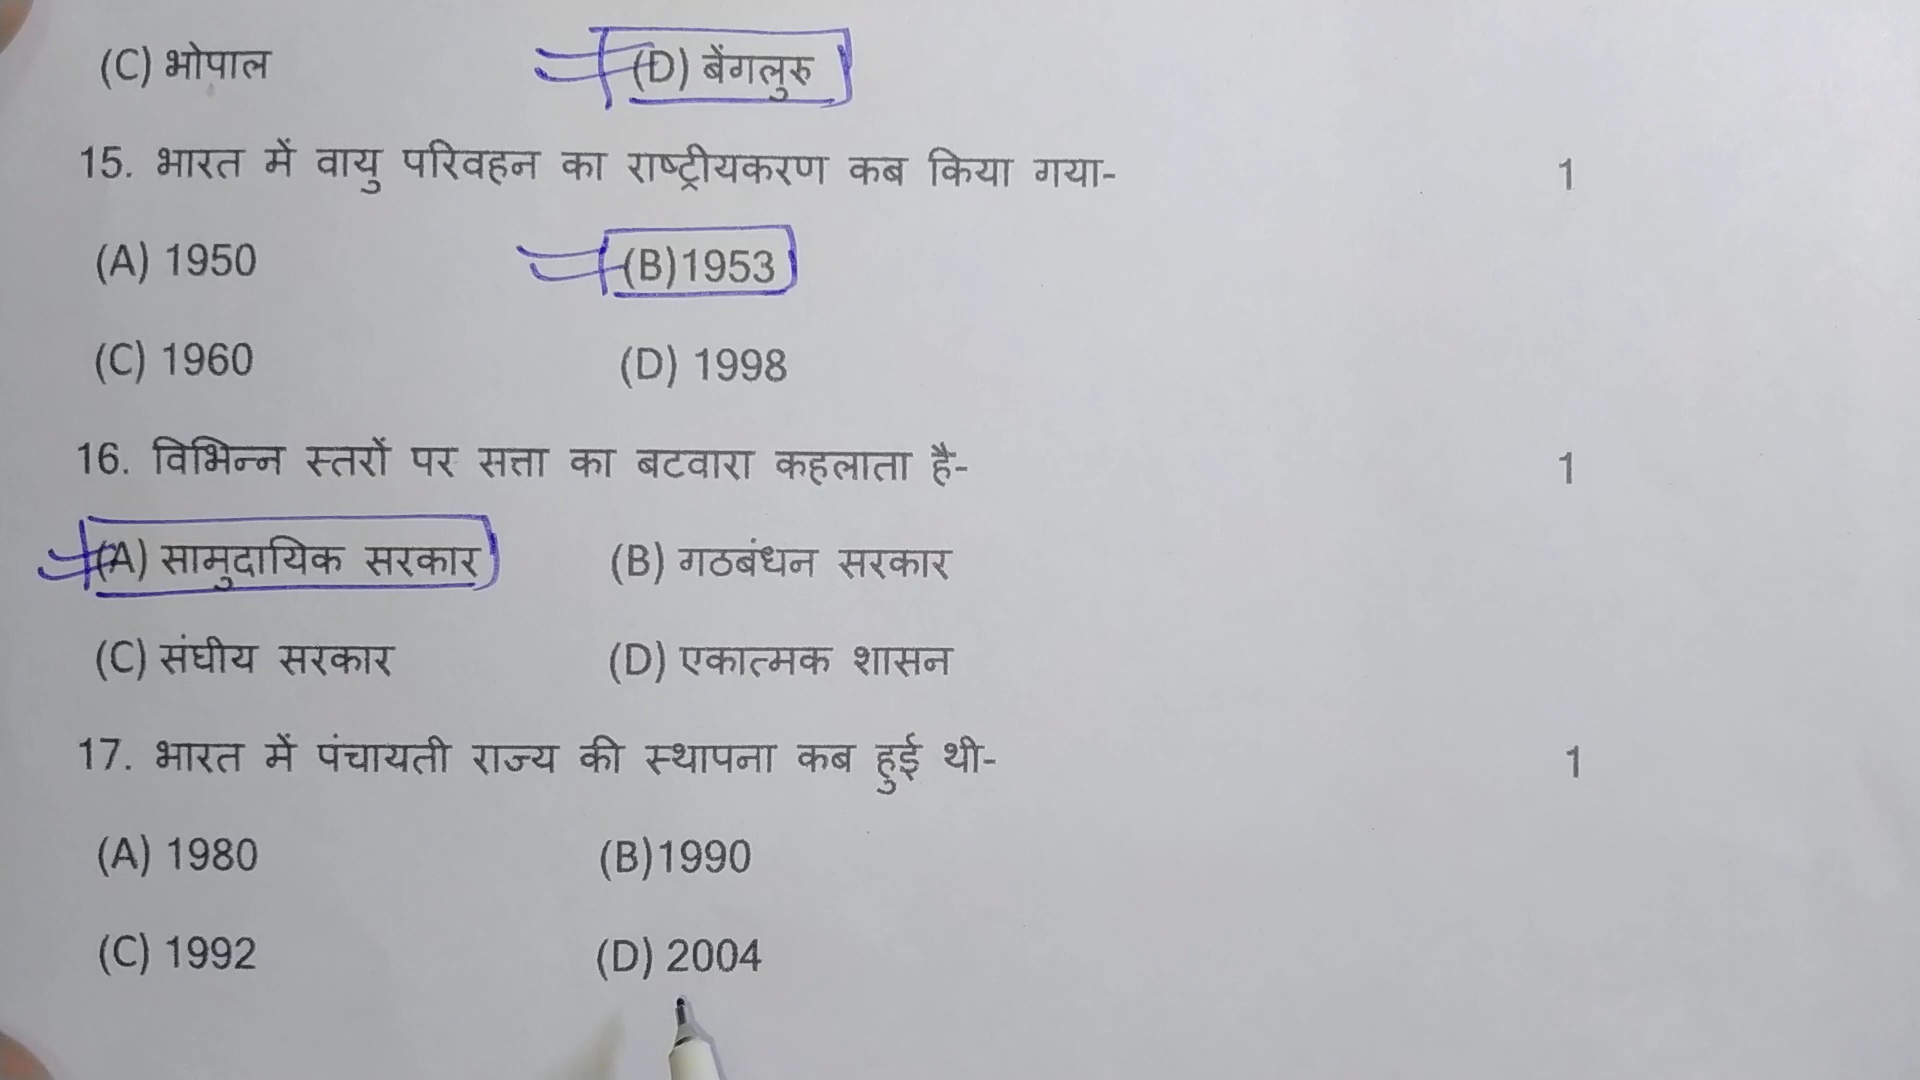 (C) भोपाल (D) बेंगलुरु
15. भारत में वायु परिवहन का राष्ट्रीयकरण कब किया गया- 1
(A) 1950 (B)1953
(C) 1960 (D) 1998
16. विभिन्न स्तरों पर सत्ता का बटवारा कहलाता है- 1
(A) सामुदायिक सरकार (B) गठबंधन सरकार
(C) संघीय सरकार (D) एकात्मक शासन
17. भारत में पंचायती राज्य की स्थापना कब हुई थी- 1
(A) 1980 (B)1990
(C) 1992 (D) 2004